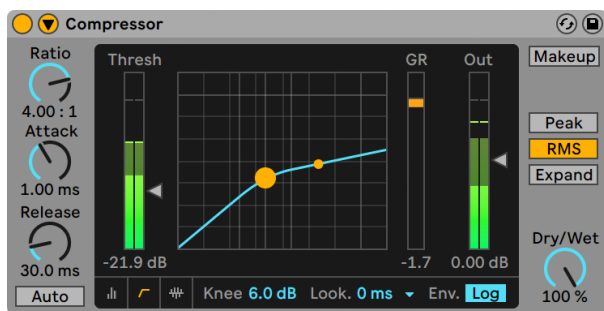 Compressor
Ratio
4.00 : 1
Attack
1.00 ms
Release
30.0 ms
Auto
Thresh
-21.9 dB
GR
-1.7
Out
0.00 dB
Knee 6.0 dB Look. 0 ms Env. Log
Makeup
Peak
RMS
Expand
Dry/Wet
100 %